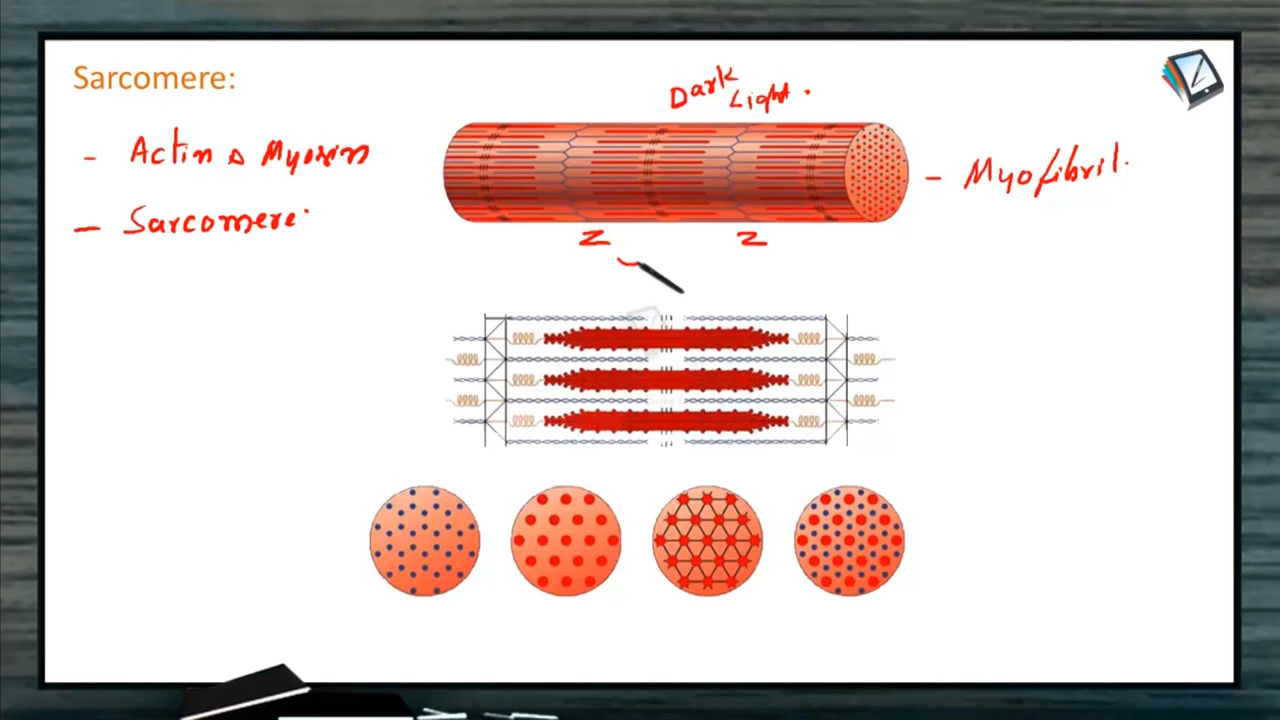 Sarcomere:
Dark
Light.
- Actin & Myosin
- Myofibril.
- Sarcomere
Z Z